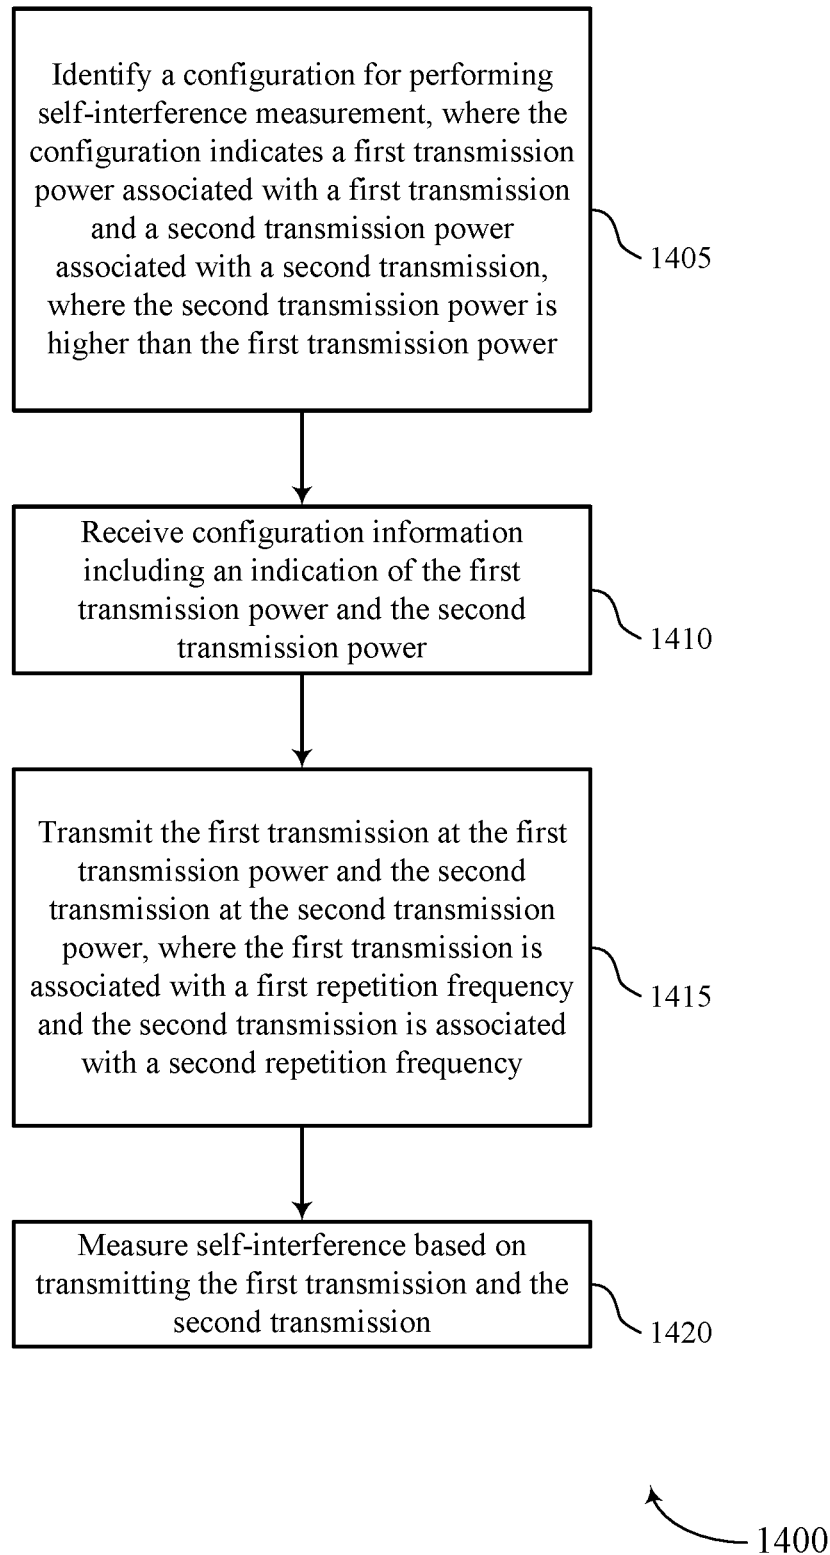 Identify a configuration for performing
self-interference measurement, where the
configuration indicates a first transmission
power associated with a first transmission
and a second transmission power
associated with a second transmission,
where the second transmission power is
higher than the first transmission power
1405
Receive configuration information
including an indication of the first
transmission power and the second
transmission power
1410
Transmit the first transmission at the first
transmission power and the second
transmission at the second transmission
power, where the first transmission is
associated with a first repetition frequency
and the second transmission is associated
with a second repetition frequency
1415
Measure self-interference based on
transmitting the first transmission and the
second transmission
1420
1400